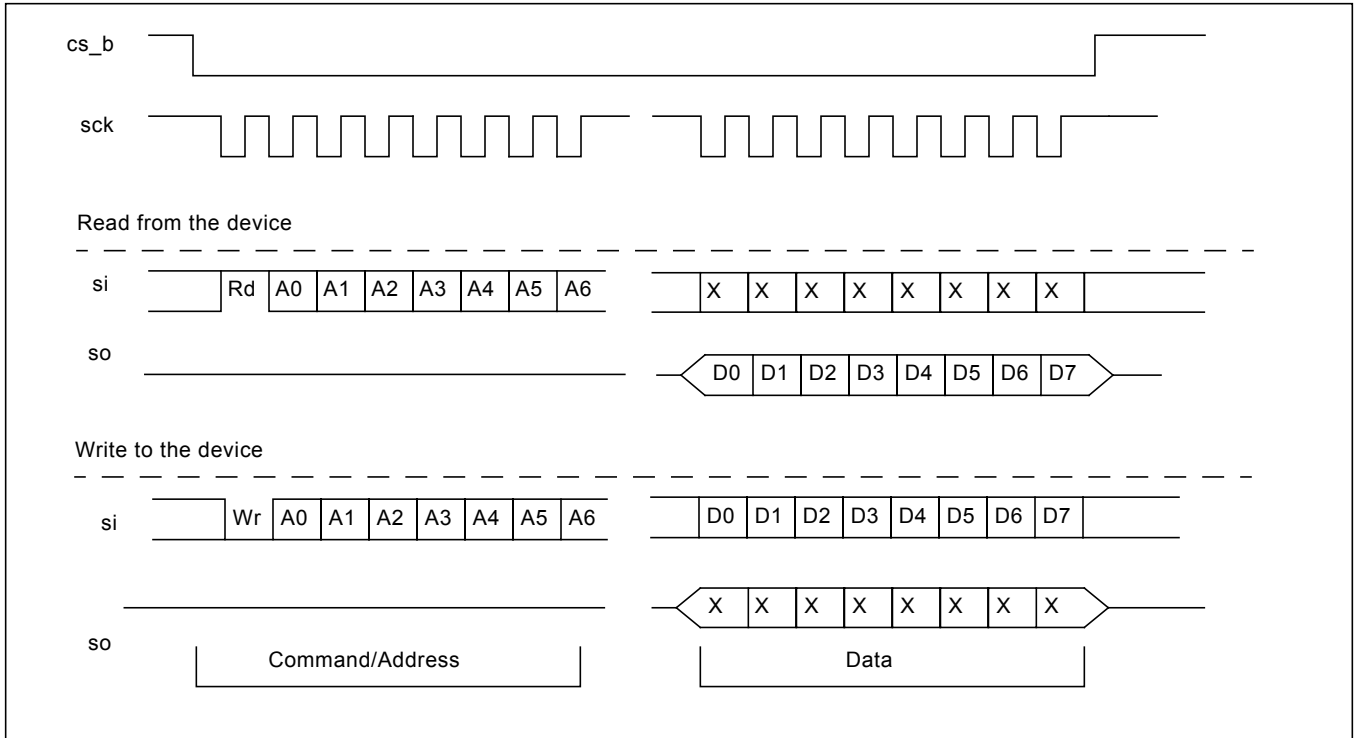 cs_b
sck
Read from the device
si Rd A0 A1 A2 A3 A4 A5 A6 X X X X X X X X
so D0 D1 D2 D3 D4 D5 D6 D7
Write to the device
si Wr A0 A1 A2 A3 A4 A5 A6 D0 D1 D2 D3 D4 D5 D6 D7
so X X X X X X X X
Command/Address Data